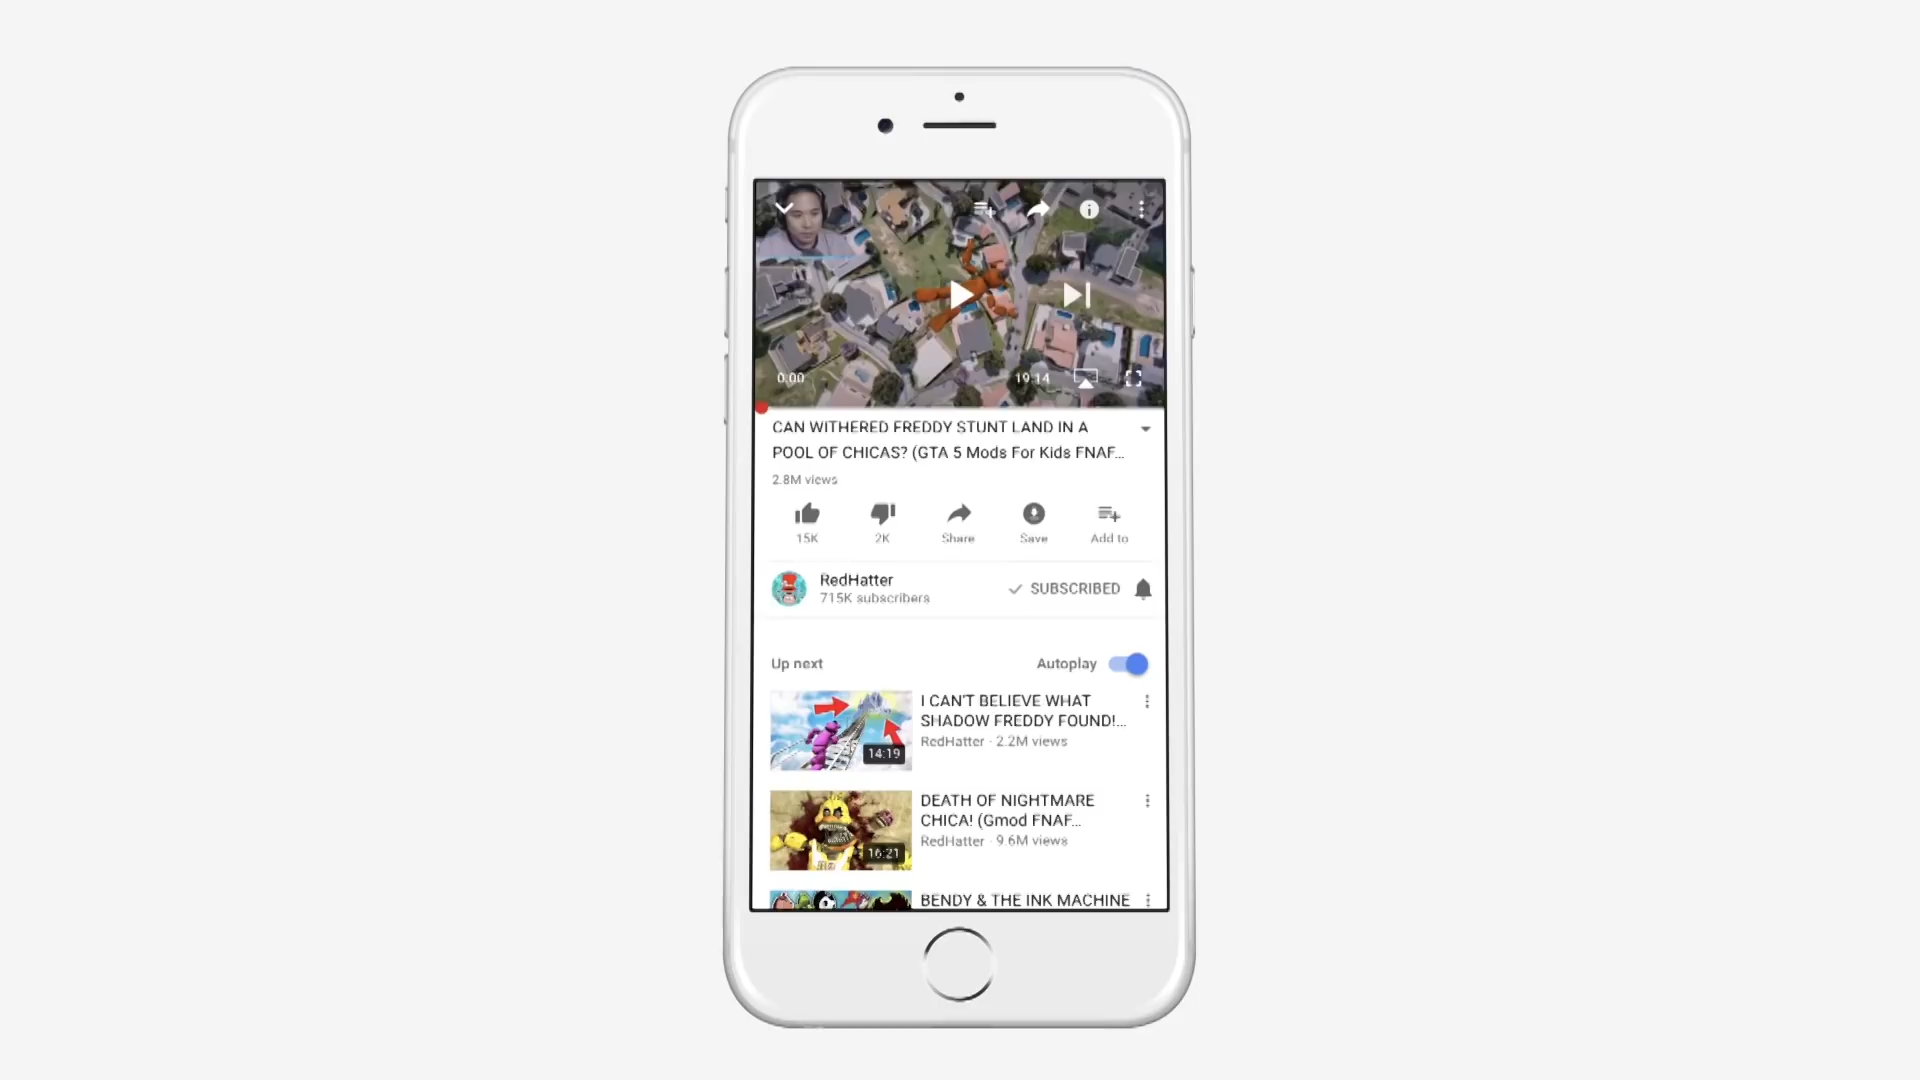 0:00
19:14
CAN WITHERED FREDDY STUNT LAND IN A
POOL OF CHICAS? (GTA 5 Mods For Kids FNAF...
2.8M views
15K
2K
Share
Save
Add to
RedHatter
715K subscribers
SUBSCRIBED
Up next
Autoplay
I CAN'T BELIEVE WHAT
SHADOW FREDDY FOUND!...
RedHatter · 2.2M views
14:19
DEATH OF NIGHTMARE
CHICA! (Gmod FNAF...
RedHatter · 9.6M views
16:21
BENDY & THE INK MACHINE